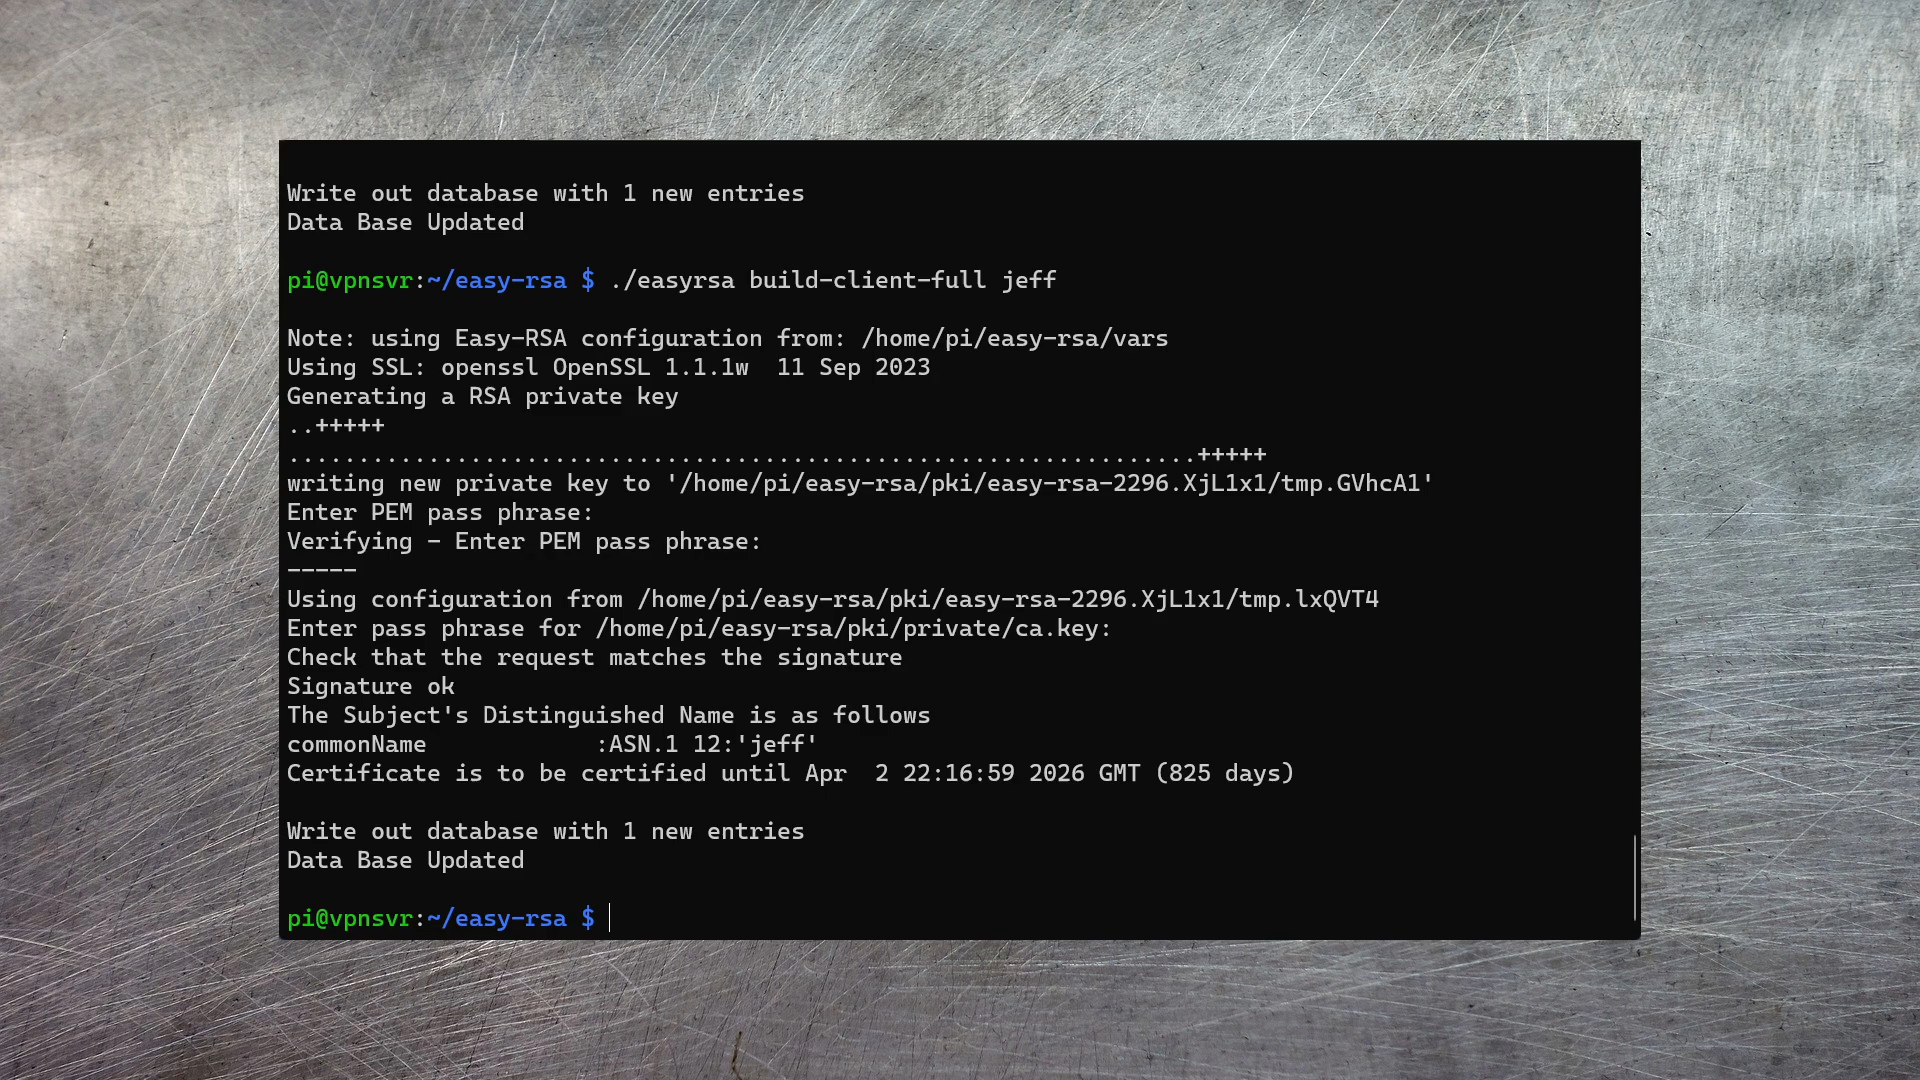 Write out database with 1 new entries
Data Base Updated
pi@vpnsvr:~/easy-rsa $ ./easyrsa build-client-full jeff
Note: using Easy-RSA configuration from: /home/pi/easy-rsa/vars
Using SSL: openssl OpenSSL 1.1.1w  11 Sep 2023
Generating a RSA private key
..+++++
.................................................................+++++
writing new private key to '/home/pi/easy-rsa/pki/easy-rsa-2296.XjL1x1/tmp.GVhcA1'
Enter PEM pass phrase:
Verifying - Enter PEM pass phrase:
-----
Using configuration from /home/pi/easy-rsa/pki/easy-rsa-2296.XjL1x1/tmp.lxQVT4
Enter pass phrase for /home/pi/easy-rsa/pki/private/ca.key:
Check that the request matches the signature
Signature ok
The Subject's Distinguished Name is as follows
commonName            :ASN.1 12:'jeff'
Certificate is to be certified until Apr  2 22:16:59 2026 GMT (825 days)
Write out database with 1 new entries
Data Base Updated
pi@vpnsvr:~/easy-rsa $